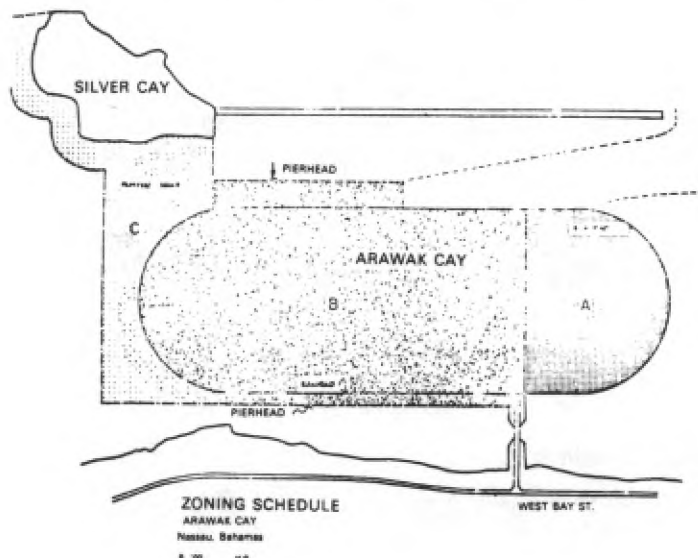 SILVER CAY
PIERHEAD
C
ARAWAK CAY
B
A
PIERHEAD
ZONING SCHEDULE
ARAWAK CAY
Nassau, Bahamas
WEST BAY ST.